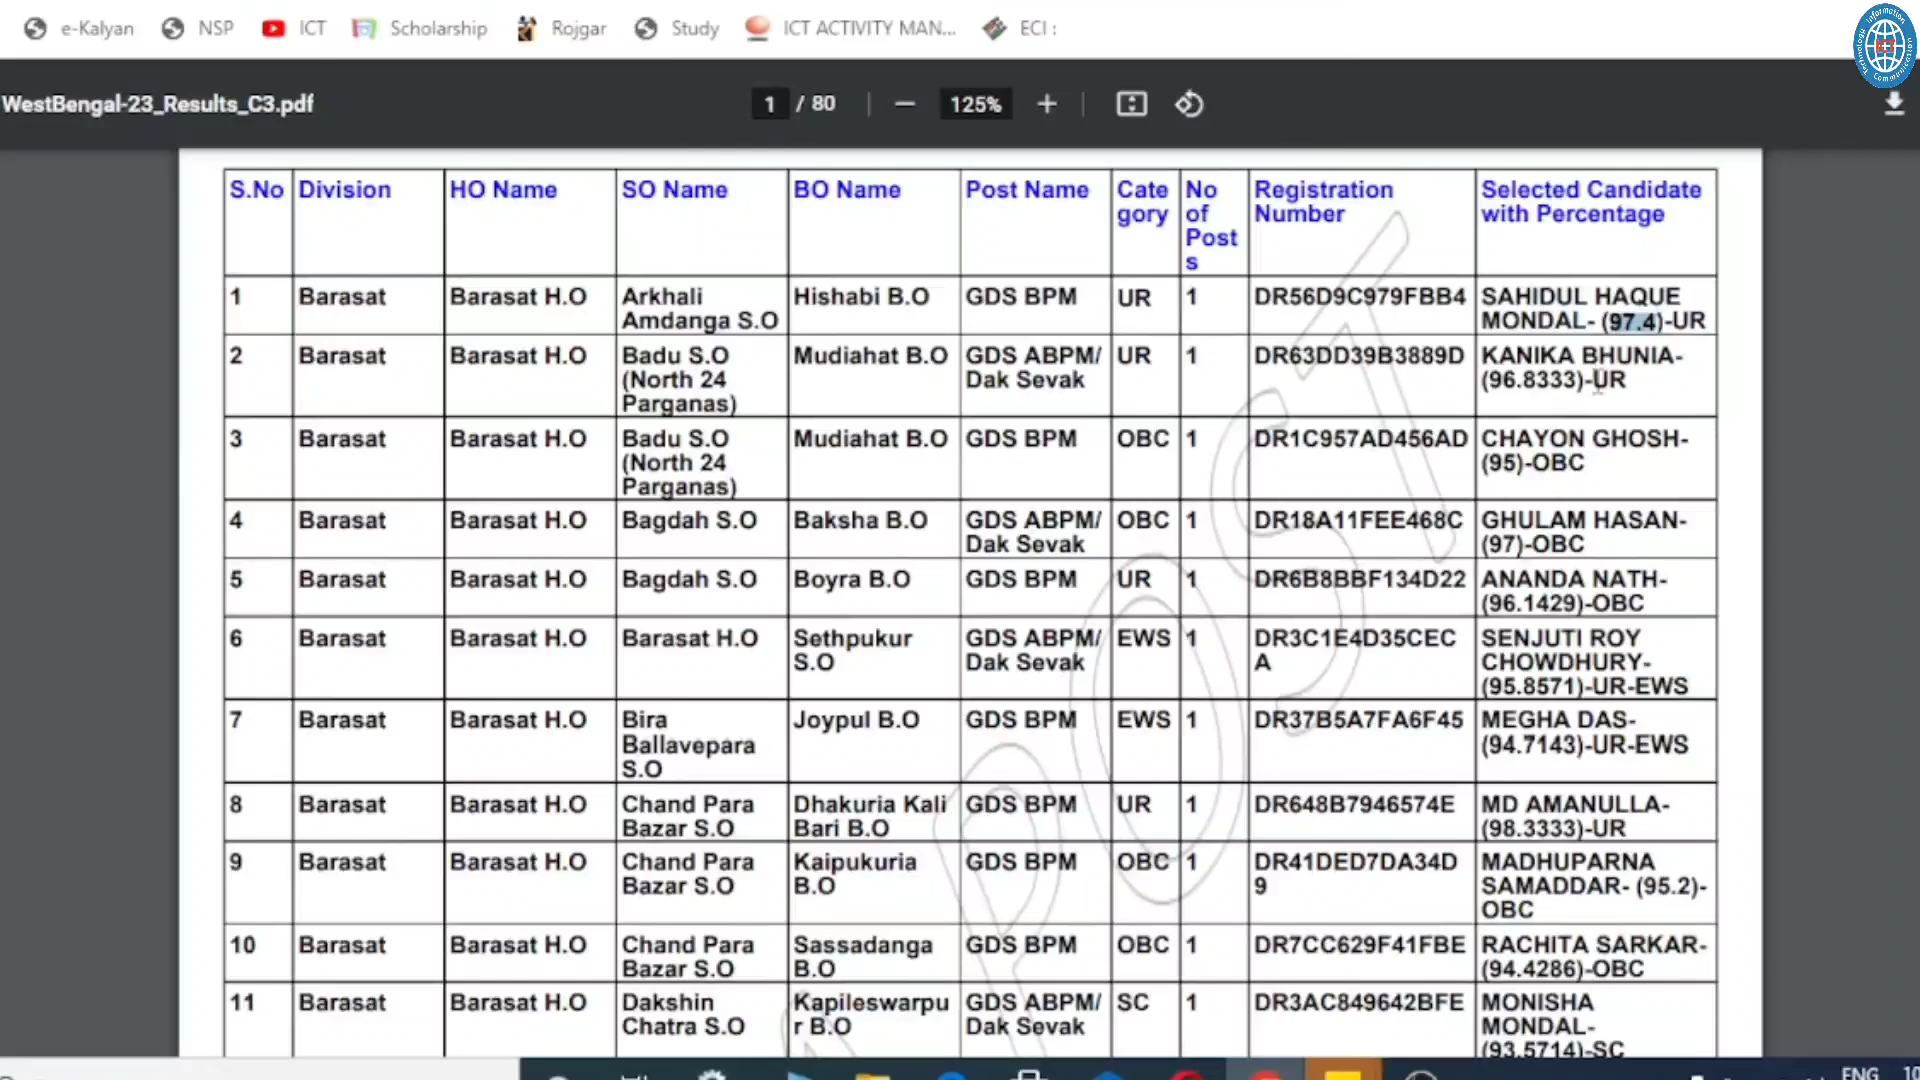 e-Kalyan NSP ICT Scholarship Rojgar Study ICT ACTIVITY MAN... ECI :
Information
ICT
Technology
Communication
WestBengal-23_Results_C3.pdf 1 / 80 125%
S.No Division HO Name SO Name BO Name Post Name Cate gory No of Post s Registration Number Selected Candidate with Percentage
1 Barasat Barasat H.O Arkhali Amdanga S.O Hishabi B.O GDS BPM UR 1 DR56D9C979FBB4 SAHIDUL HAQUE MONDAL- (97.4)-UR
2 Barasat Barasat H.O Badu S.O (North 24 Parganas) Mudiahat B.O GDS ABPM/ Dak Sevak UR 1 DR63DD39B3889D KANIKA BHUNIA- (96.8333)-UR
3 Barasat Barasat H.O Badu S.O (North 24 Parganas) Mudiahat B.O GDS BPM OBC 1 DR1C957AD456AD CHAYON GHOSH- (95)-OBC
4 Barasat Barasat H.O Bagdah S.O Baksha B.O GDS ABPM/ Dak Sevak OBC 1 DR18A11FEE468C GHULAM HASAN- (97)-OBC
5 Barasat Barasat H.O Bagdah S.O Boyra B.O GDS BPM UR 1 DR6B8BBF134D22 ANANDA NATH- (96.1429)-OBC
6 Barasat Barasat H.O Barasat H.O Sethpukur S.O GDS ABPM/ Dak Sevak EWS 1 DR3C1E4D35CEC A SENJUTI ROY CHOWDHURY- (95.8571)-UR-EWS
7 Barasat Barasat H.O Bira Ballavepara S.O Joypul B.O GDS BPM EWS 1 DR37B5A7FA6F45 MEGHA DAS- (94.7143)-UR-EWS
8 Barasat Barasat H.O Chand Para Bazar S.O Dhakuria Kali Bari B.O GDS BPM UR 1 DR648B7946574E MD AMANULLA- (98.3333)-UR
9 Barasat Barasat H.O Chand Para Bazar S.O Kaipukuria B.O GDS BPM OBC 1 DR41DED7DA34D 9 MADHUPARNA SAMADDAR- (95.2)- OBC
10 Barasat Barasat H.O Chand Para Bazar S.O Sassadanga B.O GDS BPM OBC 1 DR7CC629F41FBE RACHITA SARKAR- (94.4286)-OBC
11 Barasat Barasat H.O Dakshin Chatra S.O Kapileswarpu r B.O GDS ABPM/ Dak Sevak SC 1 DR3AC849642BFE MONISHA MONDAL- (93.5714)-SC
POST
ENG 10